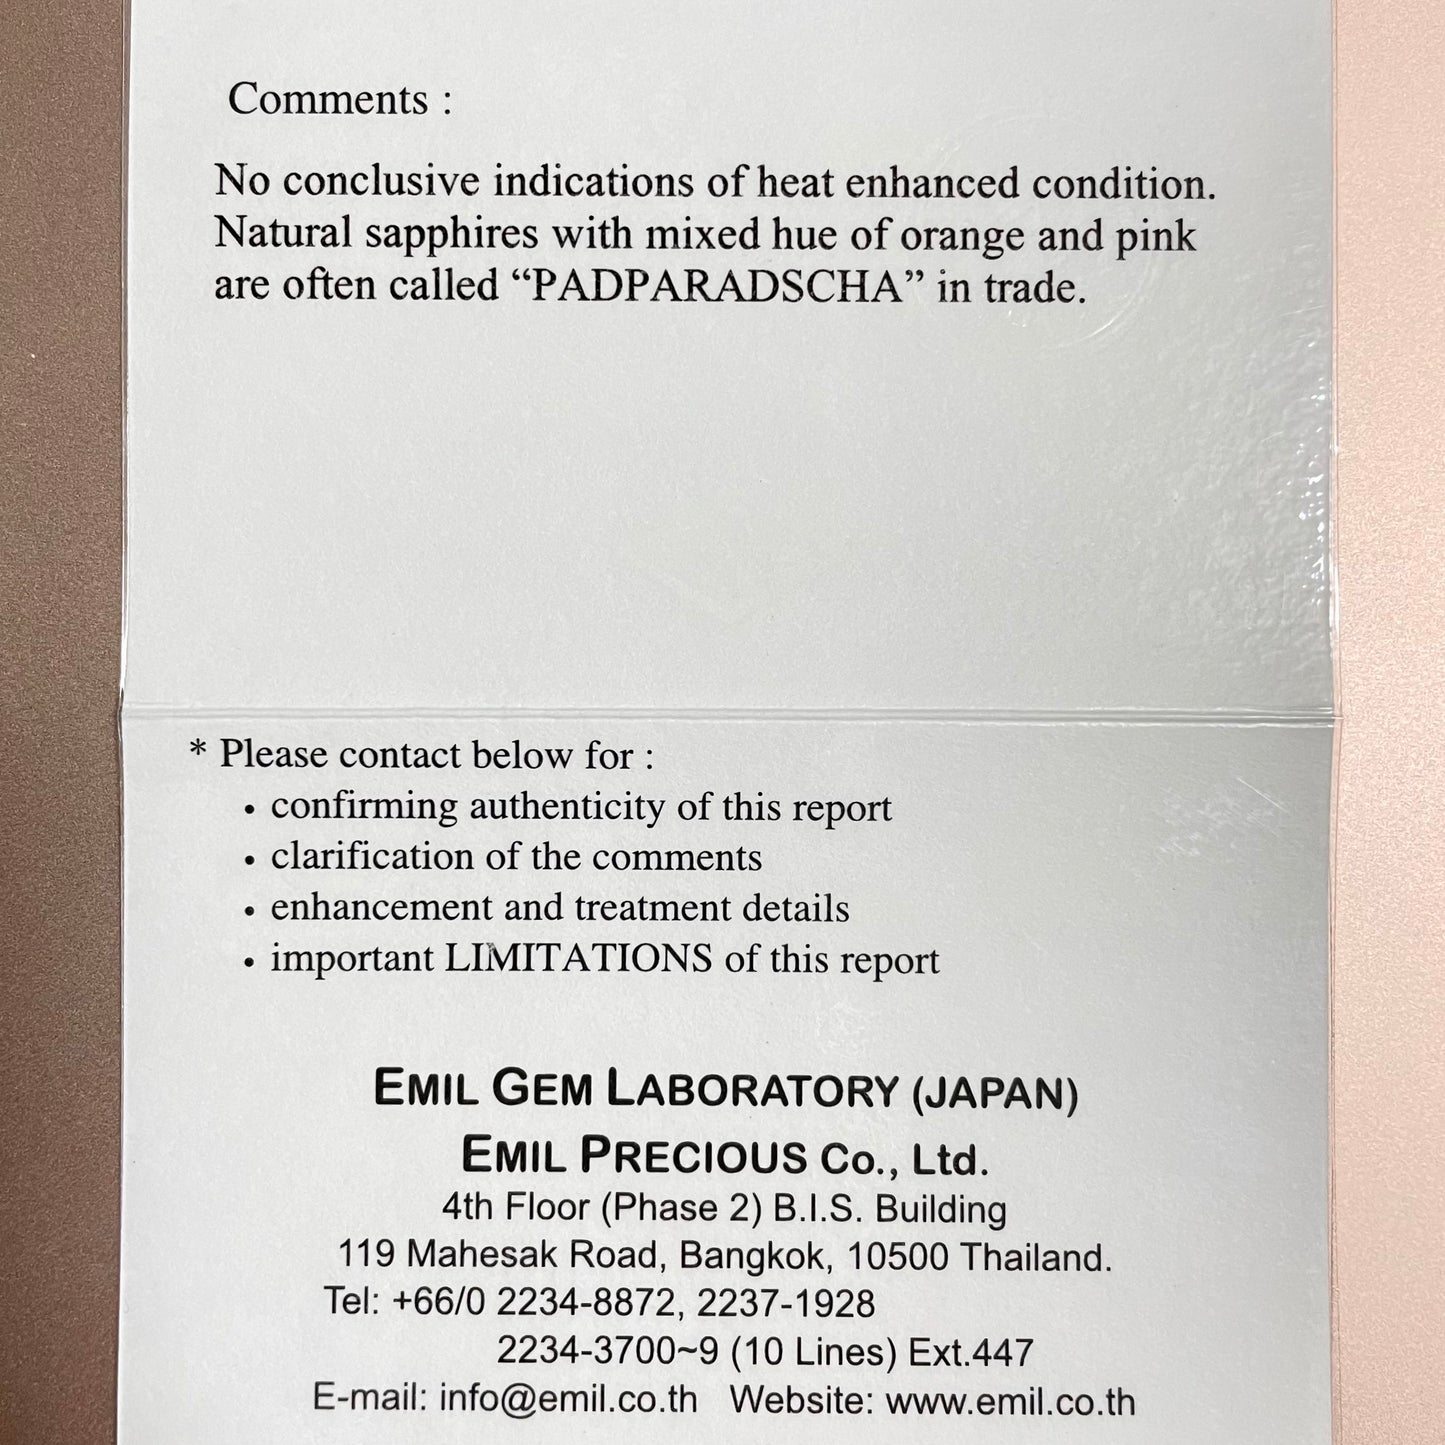 Comments :
No conclusive indications of heat enhanced condition.
Natural sapphires with mixed hue of orange and pink
are often called “PADPARADSCHA” in trade.
* Please contact below for :
• confirming authenticity of this report
• clarification of the comments
• enhancement and treatment details
• important LIMITATIONS of this report
EMIL GEM LABORATORY (JAPAN)
EMIL PRECIOUS Co., Ltd.
4th Floor (Phase 2) B.I.S. Building
119 Mahesak Road, Bangkok, 10500 Thailand.
Tel: +66/0 2234-8872, 2237-1928
2234-3700~9 (10 Lines) Ext.447
E-mail: info@emil.co.th Website: www.emil.co.th